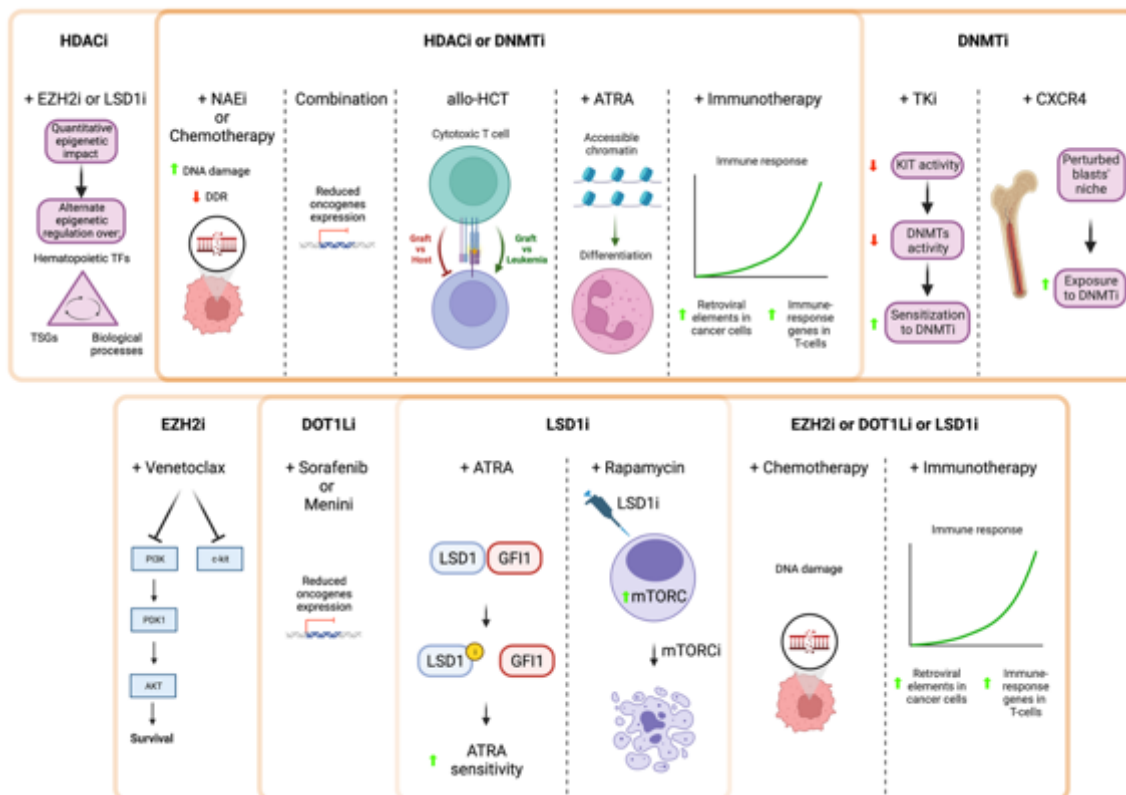 HDACi
HDACi or DNMTi
DNMTi
+ EZH2i or LSD1i
Quantitative
epigenetic
impact
Alternate
epigenetic
regulation over:
Hematopoietic TFs
TSGs
Biological
processes
+ NAEi
or
Chemotherapy
DNA damage
DDR
Combination
Reduced
oncogenes
expression
allo-HCT
Cytotoxic T cell
Graft
vs
Host
Graft
vs
Leukemia
+ ATRA
Accessible
chromatin
Differentiation
+ Immunotherapy
Immune response
Retroviral
elements in
cancer cells
Immune-
response
genes in
T-cells
+ TKi
KIT activity
DNMTs
activity
Sensitization
to DNMTi
+ CXCR4
Perturbed
blasts'
niche
Exposure
to DNMTi
EZH2i
DOT1Li
LSD1i
EZH2i or DOT1Li or LSD1i
+ Venetoclax
PI3K
c-kit
PDK1
AKT
Survival
+ Sorafenib
or
Menini
Reduced
oncogenes
expression
+ ATRA
LSD1
GFI1
LSD1
i
GFI1
ATRA
sensitivity
+ Rapamycin
LSD1i
mTORC
mTORCi
+ Chemotherapy
DNA damage
+ Immunotherapy
Immune response
Retroviral
elements in
cancer cells
Immune-
response
genes in
T-cells